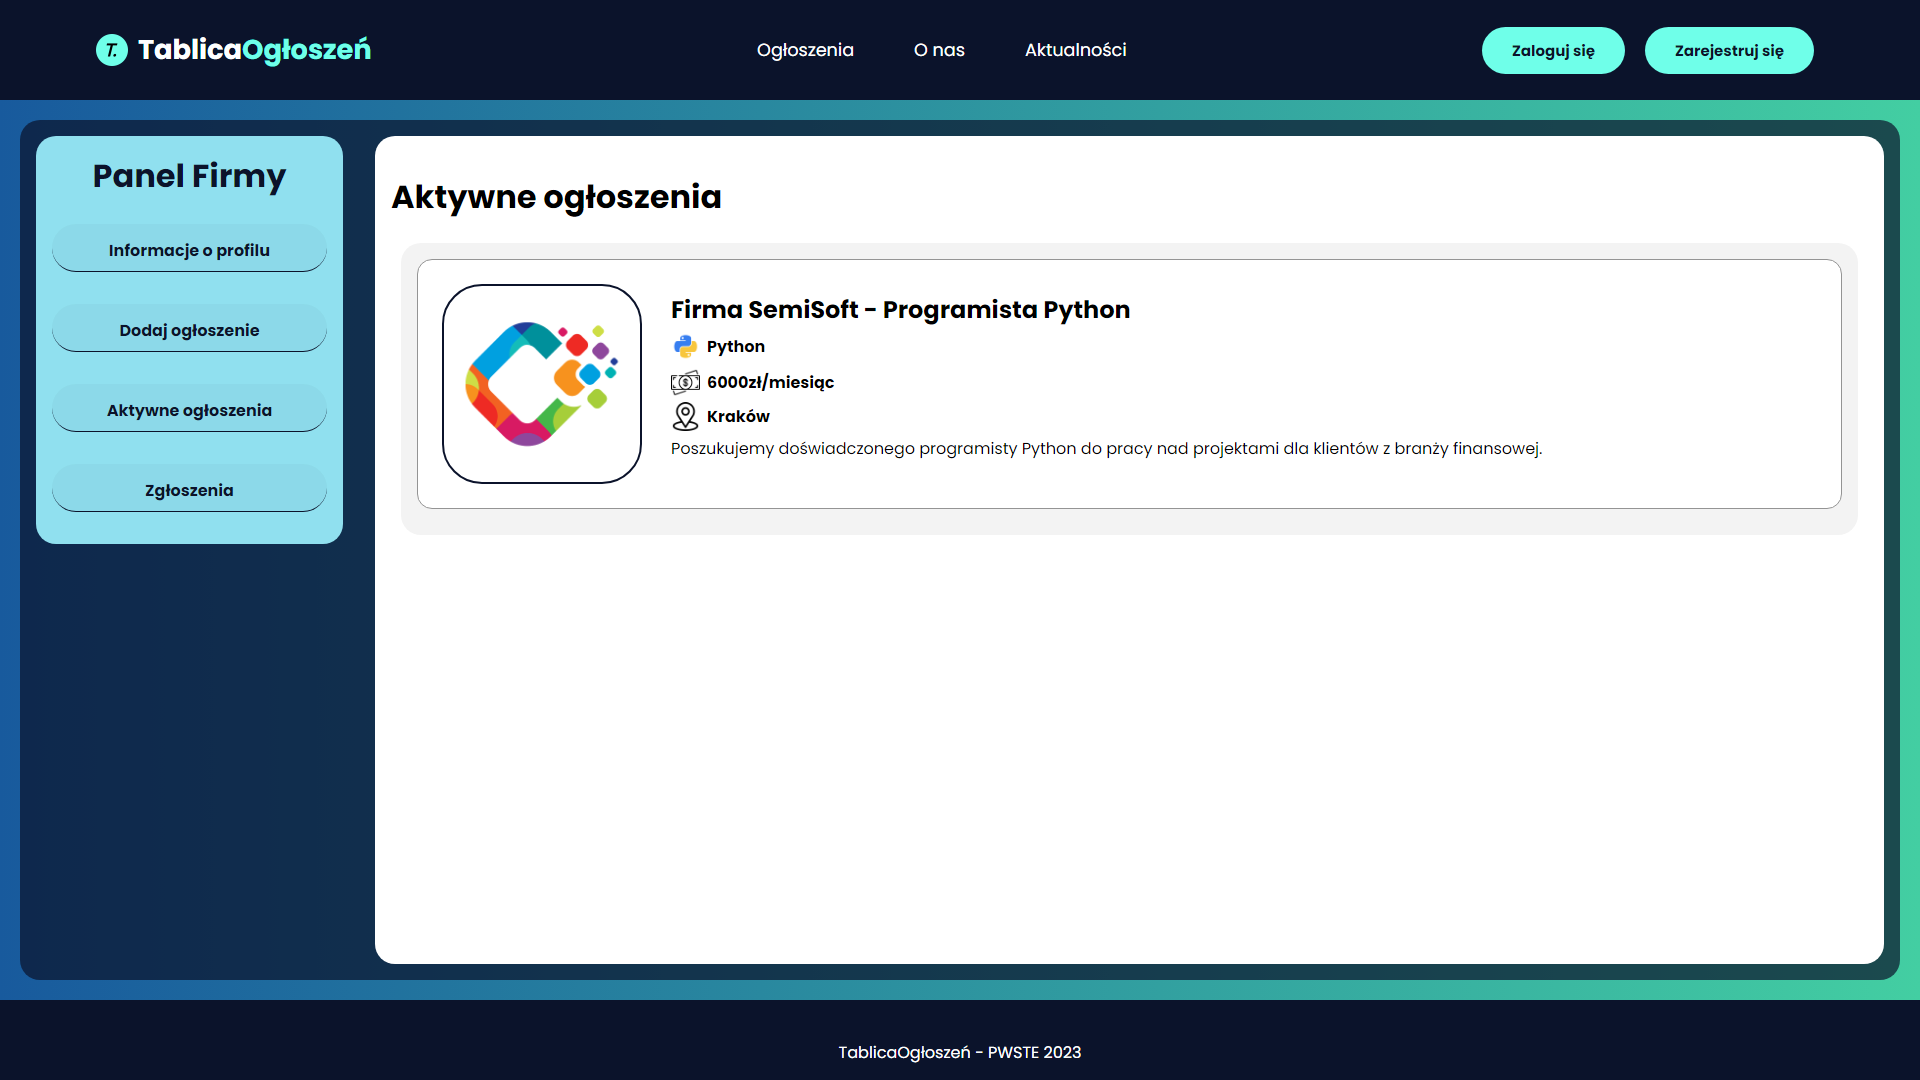 T. TablicaOgłoszeń
Ogłoszenia
O nas
Aktualności
Zaloguj się
Zarejestruj się
Panel Firmy
Informacje o profilu
Dodaj ogłoszenie
Aktywne ogłoszenia
Zgłoszenia
Aktywne ogłoszenia
Firma SemiSoft - Programista Python
Python
6000zł/miesiąc
Kraków
Poszukujemy doświadczonego programisty Python do pracy nad projektami dla klientów z branży finansowej.
TablicaOgłoszeń - PWSTE 2023